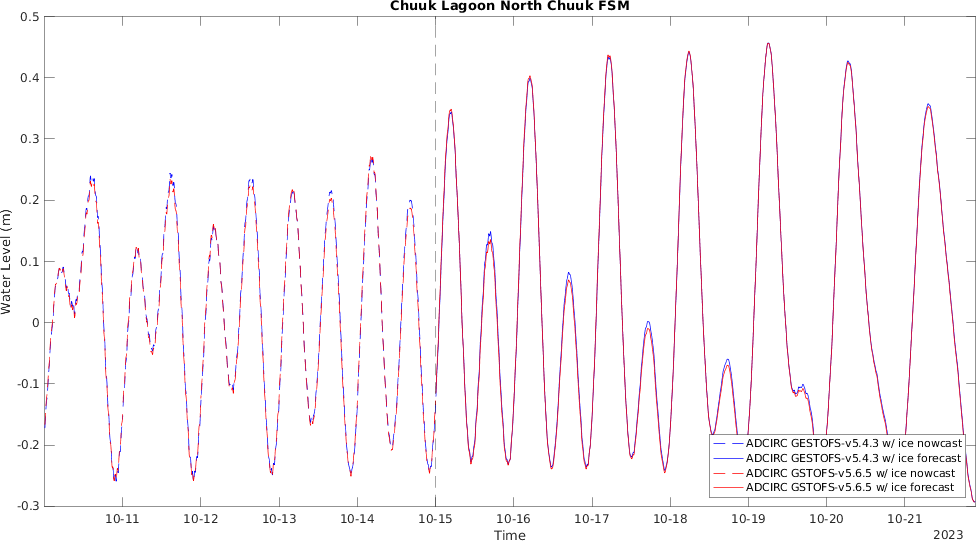 Chuuk Lagoon North Chuuk FSM
0.5
0.4
0.3
0.2
0.1
0
-0.1
-0.2
-0.3
Water Level (m)
ADCIRC GESTOFS-v5.4.3 w/ ice nowcast
ADCIRC GESTOFS-v5.4.3 w/ ice forecast
ADCIRC GSTOFS-v5.6.5 w/ ice nowcast
ADCIRC GSTOFS-v5.6.5 w/ ice forecast
10-11 10-12 10-13 10-14 10-15 10-16 10-17 10-18 10-19 10-20 10-21
Time
2023